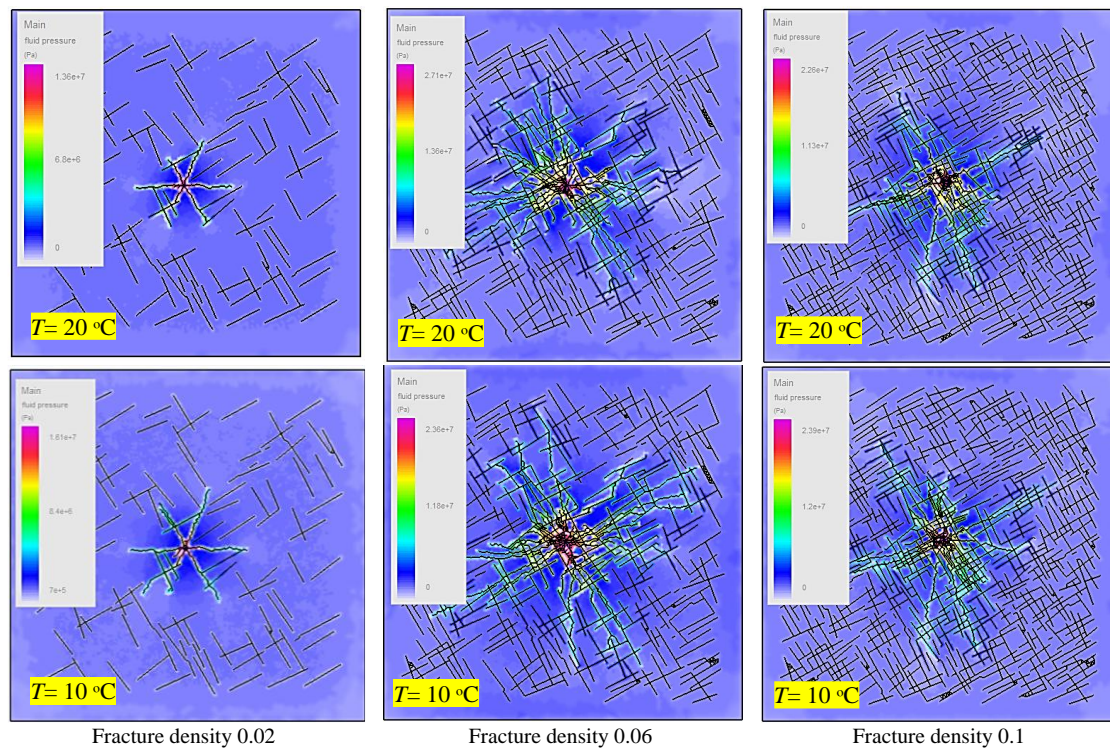 Main
fluid pressure
(Pa)
1.36e+7
6.8e+6
0
T= 20 °C
Main
fluid pressure
(Pa)
2.71e+7
1.36e+7
0
T= 20 °C
Main
fluid pressure
(Pa)
2.26e+7
1.13e+7
0
T= 20 °C
Main
fluid pressure
(Pa)
1.61e+7
8.4e+6
7e+5
T= 10 °C
Main
fluid pressure
(Pa)
2.36e+7
1.18e+7
0
T= 10 °C
Main
fluid pressure
(Pa)
2.39e+7
1.2e+7
0
T= 10 °C
Fracture density 0.02
Fracture density 0.06
Fracture density 0.1